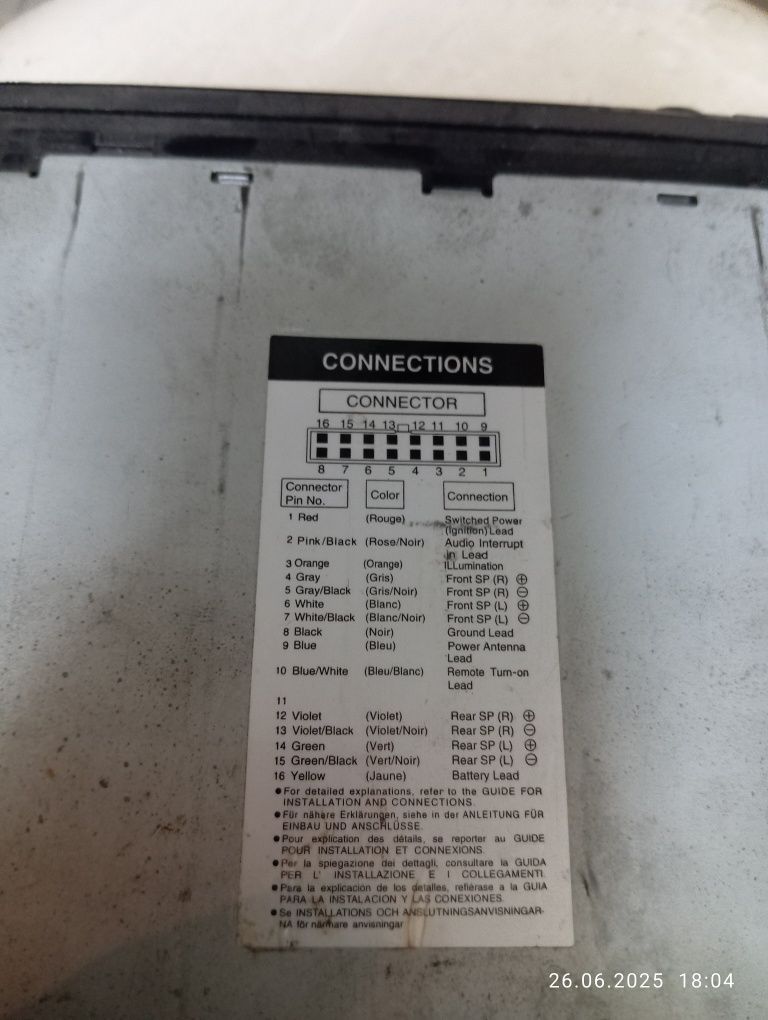 CONNECTIONS
CONNECTOR
16 15 14 13 12 11 10 9
8 7 6 5 4 3 2 1
Connector Pin No. Color Connection
1 Red (Rouge) Switched Power
(Ignition) Lead
2 Pink/Black (Rose/Noir) Audio Interrupt
in Lead
3 Orange (Orange) ILLumination
4 Gray (Gris) Front SP (R) ⊕
5 Gray/Black (Gris/Noir) Front SP (R) ⊖
6 White (Blanc) Front SP (L) ⊕
7 White/Black (Blanc/Noir) Front SP (L) ⊖
8 Black (Noir) Ground Lead
9 Blue (Bleu) Power Antenna
Lead
10 Blue/White (Bleu/Blanc) Remote Turn-on
Lead
11
12 Violet (Violet) Rear SP (R) ⊕
13 Violet/Black (Violet/Noir) Rear SP (R) ⊖
14 Green (Vert) Rear SP (L) ⊕
15 Green/Black (Vert/Noir) Rear SP (L) ⊖
16 Yellow (Jaune) Battery Lead
● For detailed explanations, refer to the GUIDE FOR
INSTALLATION AND CONNECTIONS.
● Für nähere Erklärungen, siehe in der ANLEITUNG FÜR
EINBAU UND ANSCHLÜSSE.
● Pour explication des détails, se reporter au GUIDE
POUR INSTALLATION ET CONNEXIONS.
● Per la spiegazione dei dettagli, consultare la GUIDA
PER L' INSTALLAZIONE E I COLLEGAMENTI.
● Para la explicación de los detalles, refiérase a la GUIA
PARA LA INSTALACION Y LAS CONEXIONES.
● Se INSTALLATIONS OCH ANSLUTNINGSANVISNINGAR-
NA för närmare anvisningar
26.06.2025 18:04